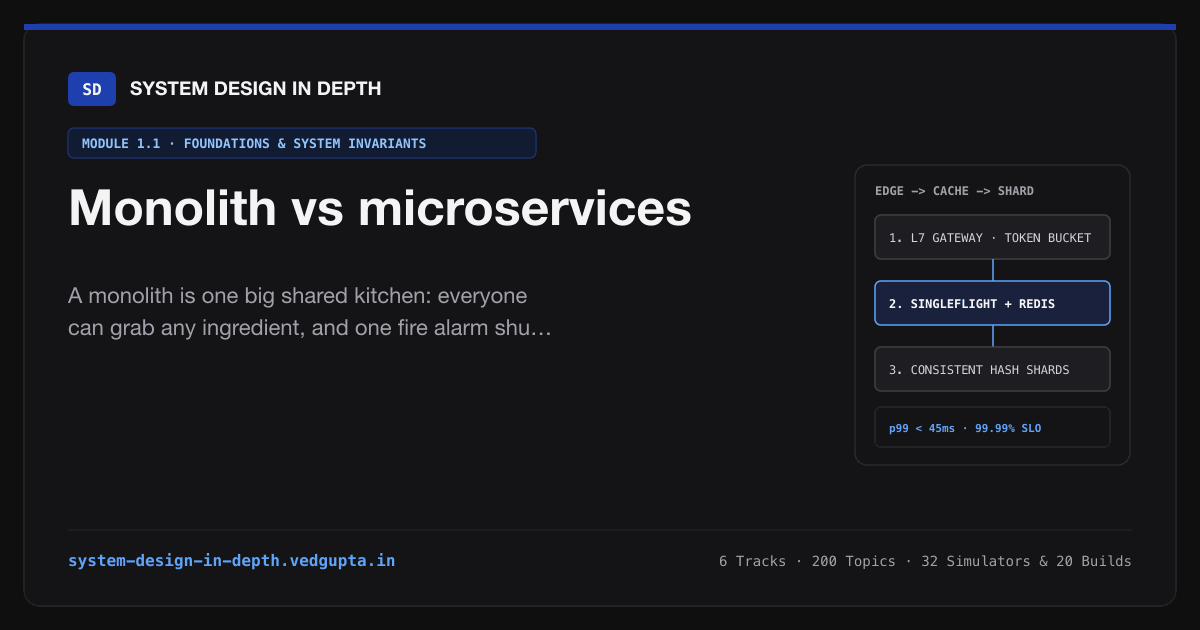 SD
SYSTEM DESIGN IN DEPTH
MODULE 1.1 · FOUNDATIONS & SYSTEM INVARIANTS
Monolith vs microservices
A monolith is one big shared kitchen: everyone
can grab any ingredient, and one fire alarm shu…
EDGE —> CACHE —> SHARD
1. L7 GATEWAY · TOKEN BUCKET
2. SINGLEFLIGHT + REDIS
3. CONSISTENT HASH SHARDS
p99 < 45ms · 99.99% SLO
system-design-in-depth.vedgupta.in
6 Tracks · 200 Topics · 32 Simulators & 20 Builds